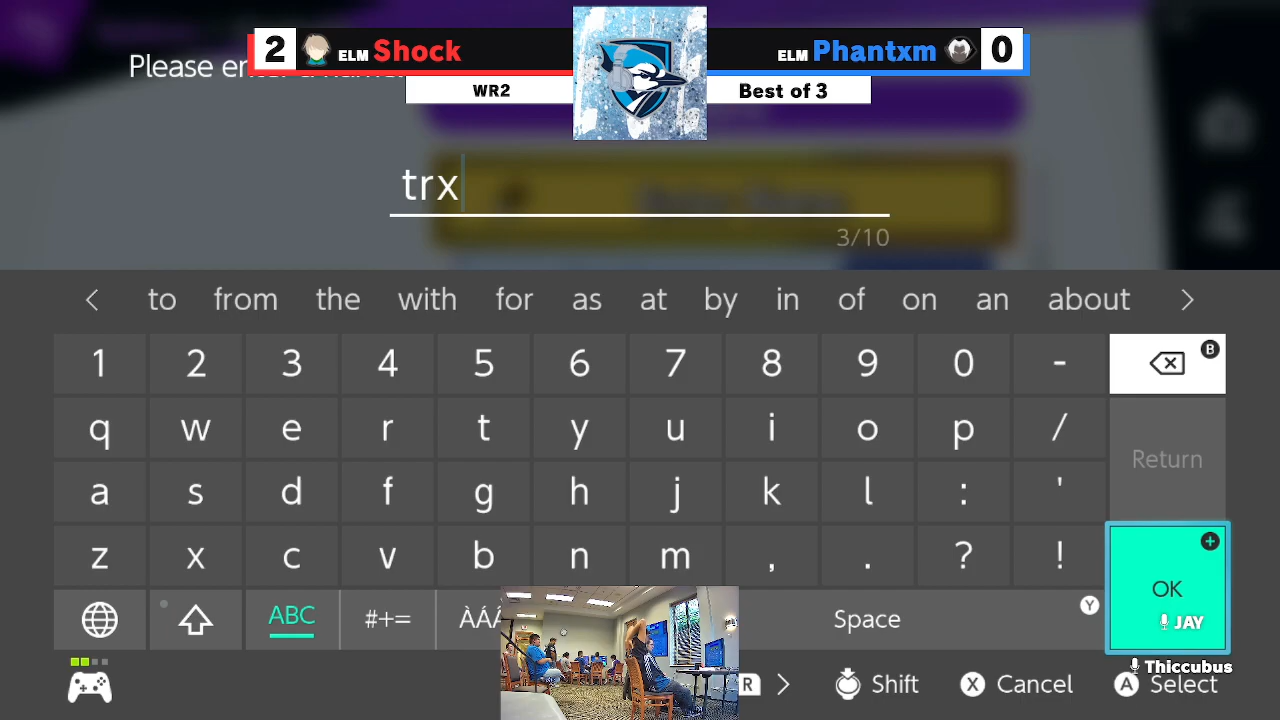 2 ELM Shock
ELM Phantxm 0
Please en
WR2
Best of 3
trx
3/10
to from the with for as at by in of on an about
1 2 3 4 5 6 7 8 9 0 - B
q w e r t y u i o p /
Return
a s d f g h j k l : '
z x c v b n m , . ? !
OK
JAY
ABC #+= ÀÁÂ Space Y
Thiccubus
R Shift X Cancel A Select